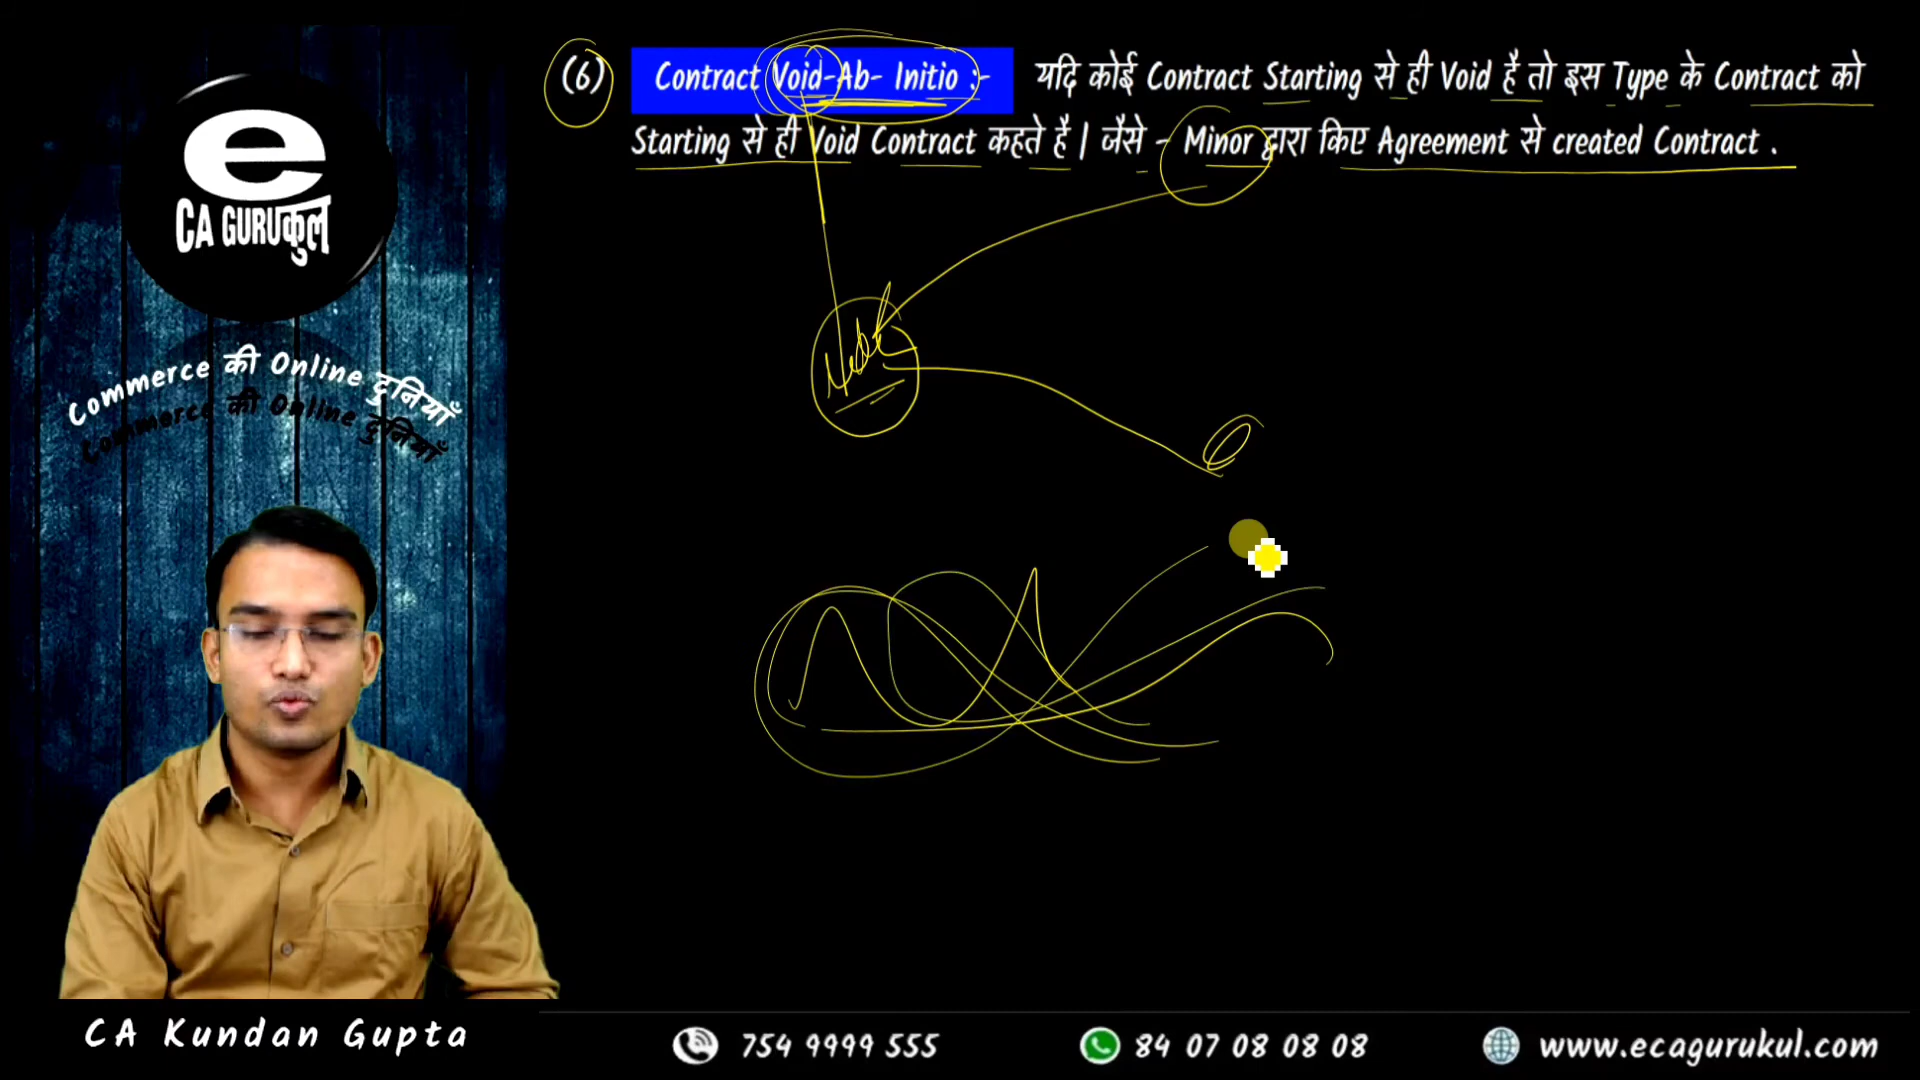 (6) Contract Void-Ab- Initio :- यदि कोई Contract Starting से ही Void है तो इस Type के Contract को
Starting से ही Void Contract कहते है | जैसे - Minor द्वारा किए Agreement से created Contract .
e
CA GURUकुल
Commerce की Online दुनियाँ
Commerce की Online दुनियाँ
CA Kundan Gupta
754 9999 555
84 07 08 08 08
www.ecagurukul.com